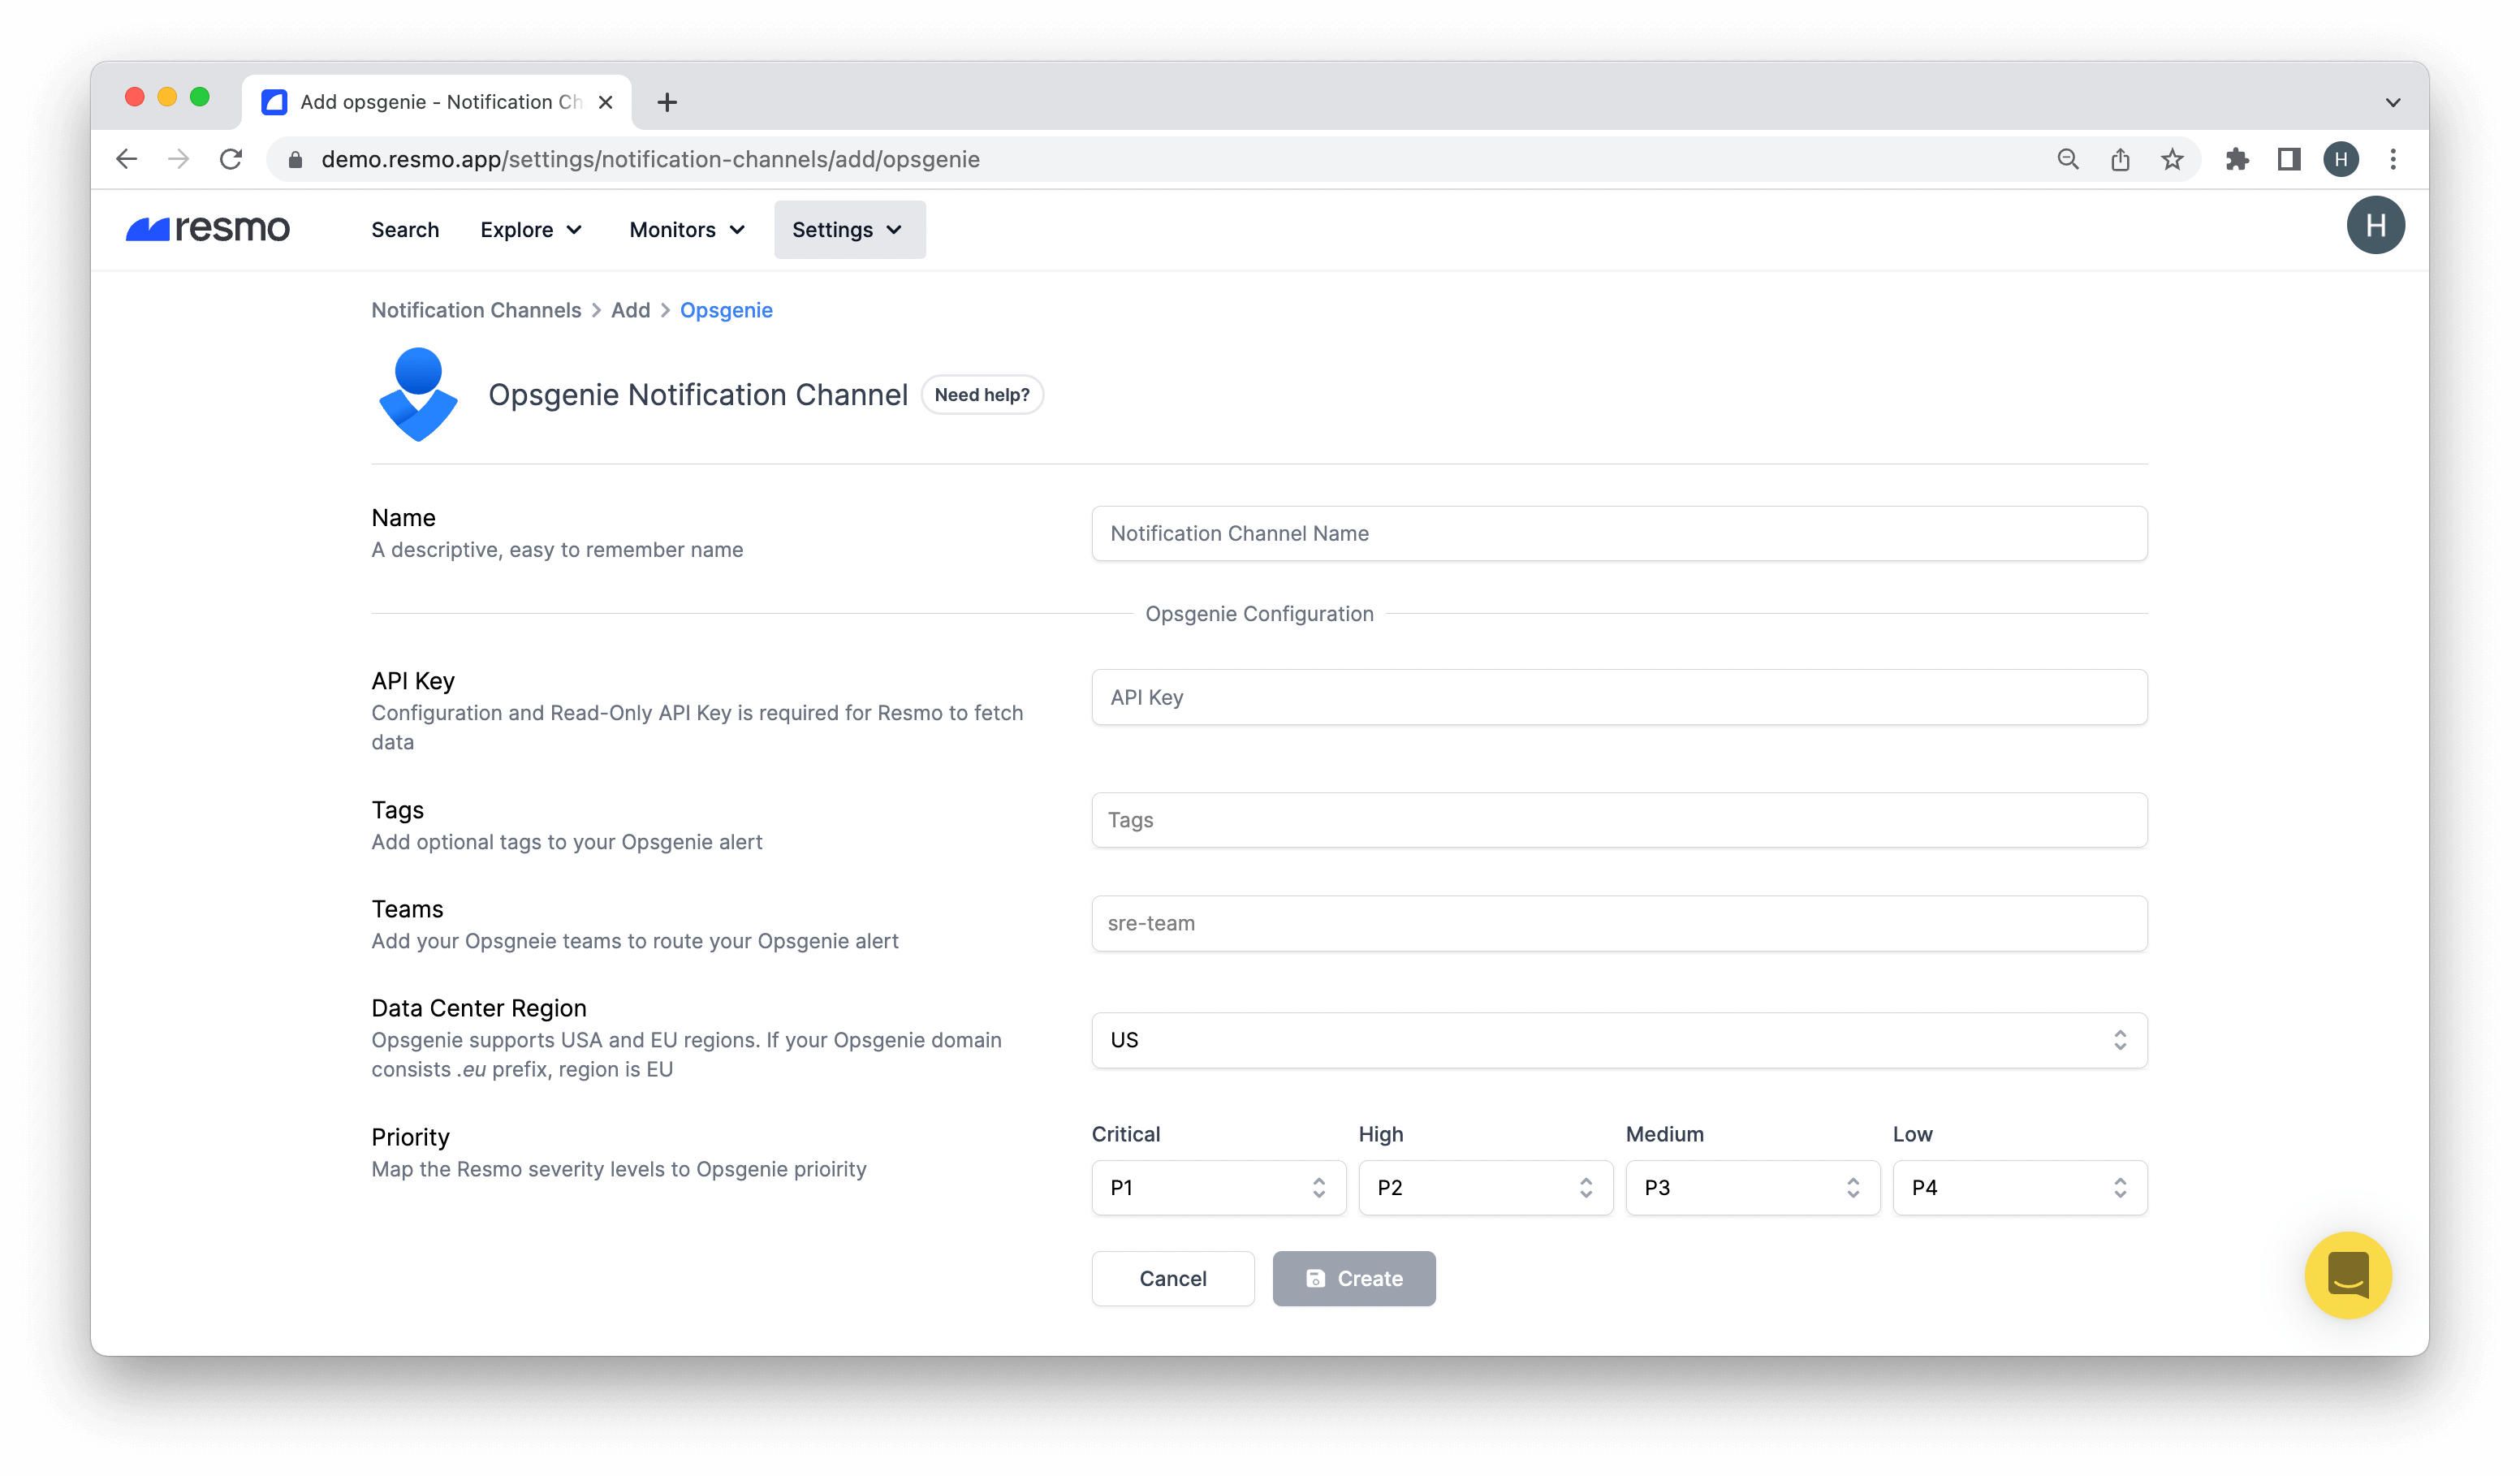 Add opsgenie - Notification Ch
demo.resmo.app/settings/notification-channels/add/opsgenie
H
resmo
Search
Explore
Monitors
Settings
H
Notification Channels > Add > Opsgenie
Opsgenie Notification Channel
Need help?
Name
A descriptive, easy to remember name
Notification Channel Name
Opsgenie Configuration
API Key
Configuration and Read-Only API Key is required for Resmo to fetch
data
API Key
Tags
Add optional tags to your Opsgenie alert
Tags
Teams
Add your Opsgneie teams to route your Opsgenie alert
sre-team
Data Center Region
Opsgenie supports USA and EU regions. If your Opsgenie domain
consists .eu prefix, region is EU
US
Priority
Map the Resmo severity levels to Opsgenie prioirity
Critical
High
Medium
Low
P1
P2
P3
P4
Cancel
Create